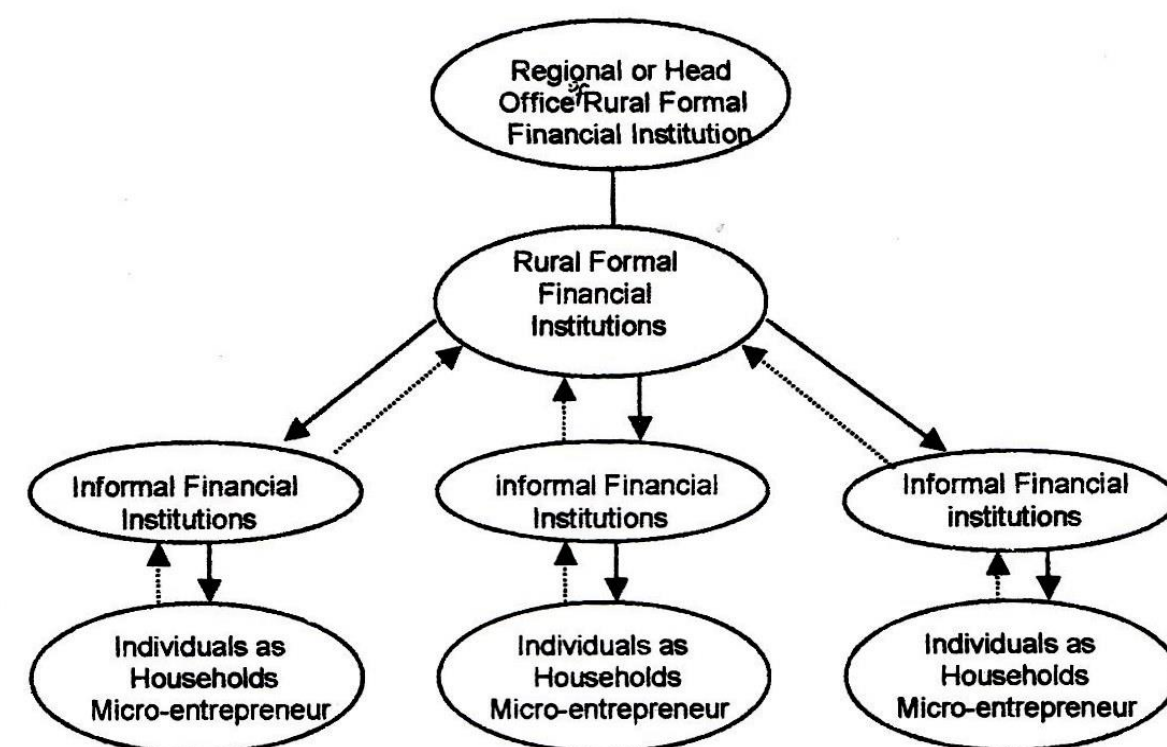 Regional or Head
Office of Rural Formal
Financial Institution
Rural Formal
Financial
Institutions
Informal Financial
Institutions
informal Financial
Institutions
Informal Financial
institutions
Individuals as
Households
Micro-entrepreneur
Individuals as
Households
Micro-entrepreneur
Individuals as
Households
Micro-entrepreneur